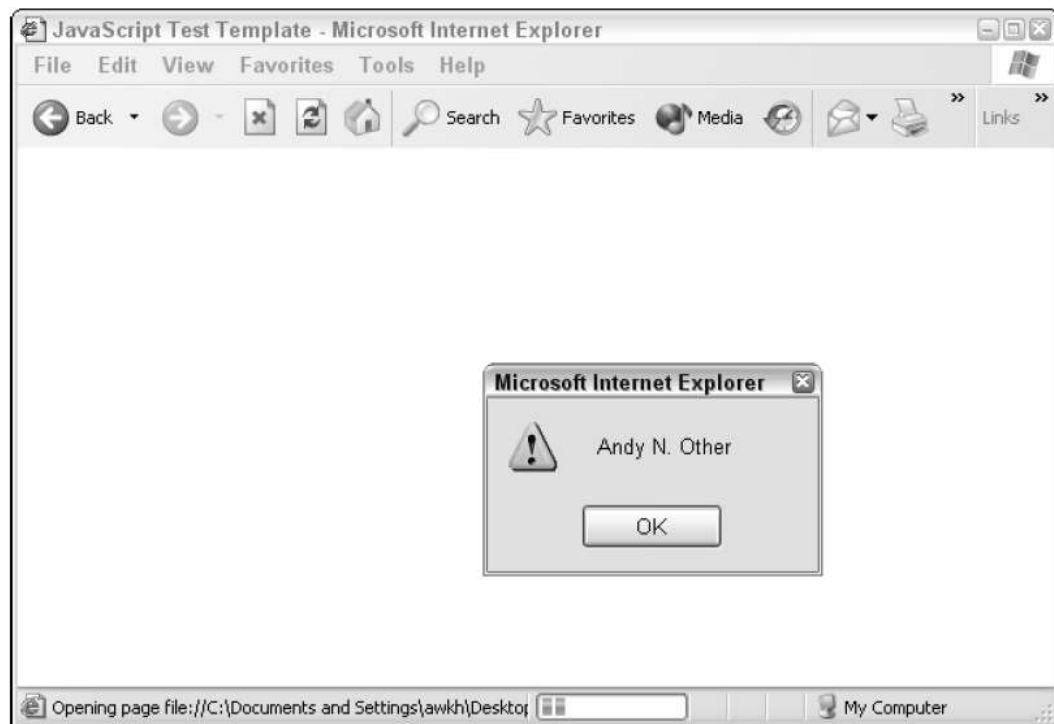 JavaScript Test Template - Microsoft Internet Explorer
File Edit View Favorites Tools Help
Back Search Favorites Media Links
Microsoft Internet Explorer
Andy N. Other
OK
Opening page file://C:\Documents and Settings\awkh\Desktop My Computer